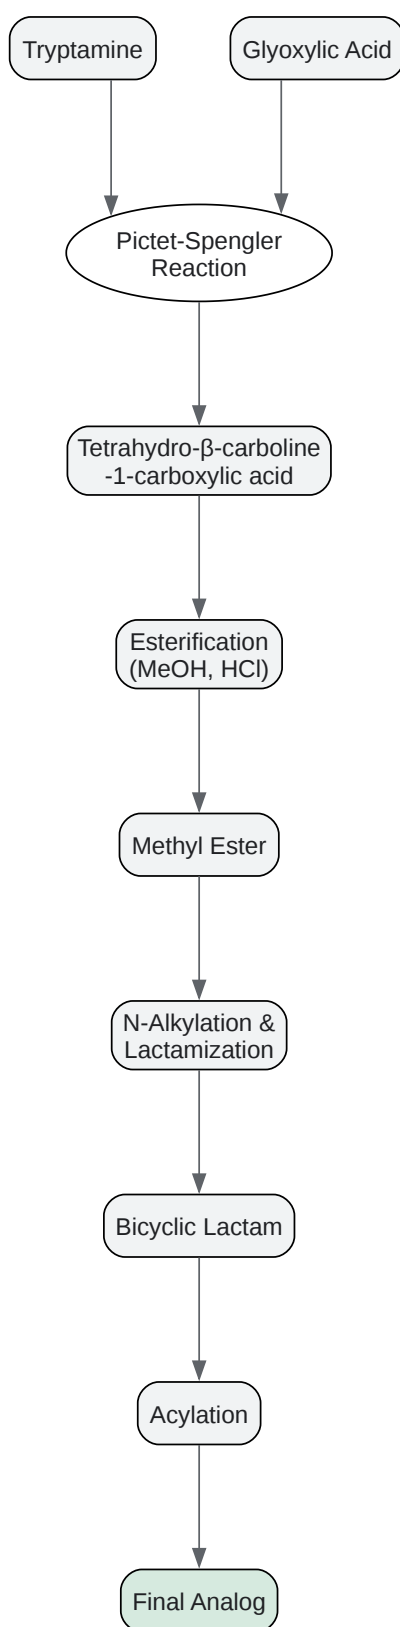 Tryptamine
Glyoxylic Acid
Pictet-Spengler
Reaction
Tetrahydro-β-carboline
-1-carboxylic acid
Esterification
(MeOH, HCl)
Methyl Ester
N-Alkylation &
Lactamization
Bicyclic Lactam
Acylation
Final Analog